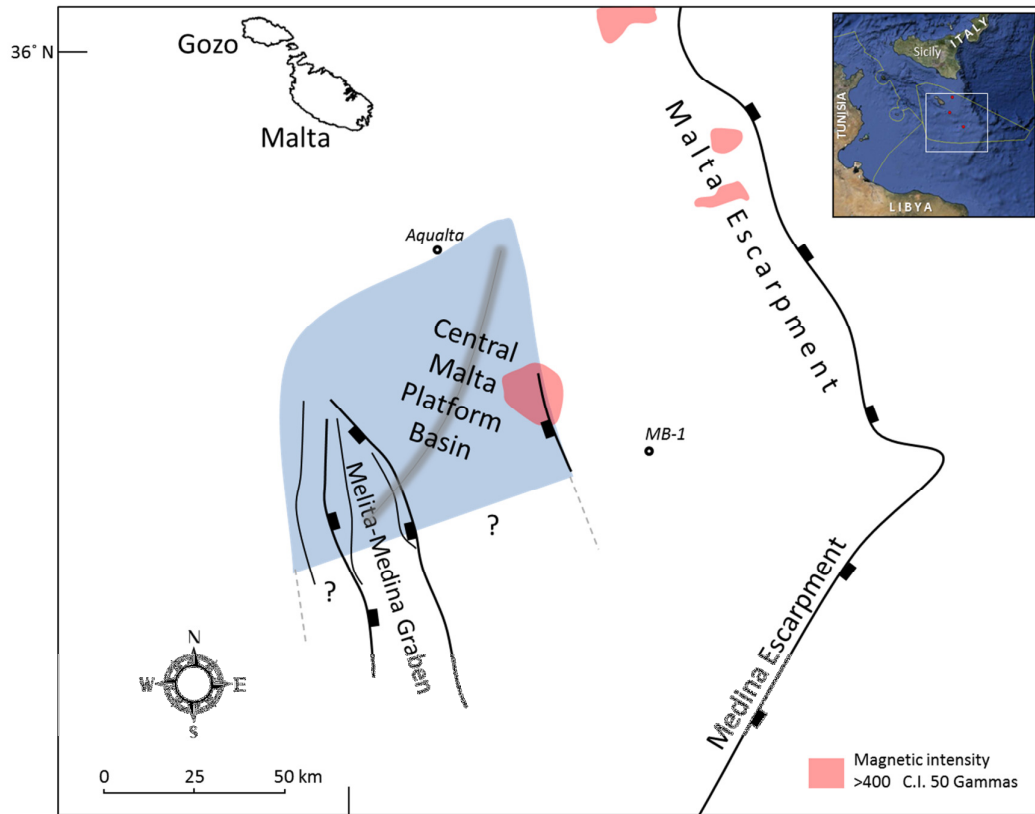 36° N
Gozo
Malta
Malta Escarpment
Sicily
ITALY
TUNISIA
LIBYA
Aqualta
Central
Malta
Platform
Basin
MB-1
Melita-Medina Graben
?
?
Medina Escarpment
N
W
E
S
0 25 50 km
Magnetic intensity
>400 C.I. 50 Gammas